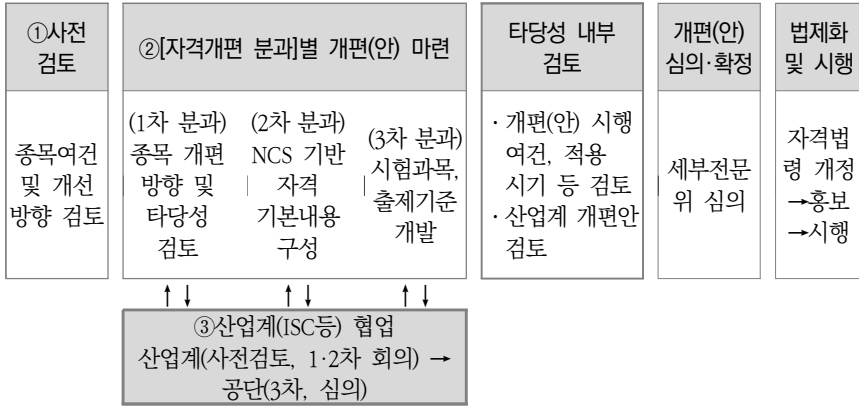 ①사전
검토
②[자격개편 분과]별 개편(안) 마련
타당성 내부
검토
개편(안)
심의·확정
법제화
및 시행
종목여건
및 개선
방향 검토
(1차 분과)
종목 개편
방향 및
타당성
검토
(2차 분과)
NCS 기반
자격
기본내용
구성
(3차 분과)
시험과목,
출제기준
개발
· 개편(안) 시행
여건, 적용
시기 등 검토
· 산업계 개편안
검토
세부전문
위 심의
자격법
령 개정
→홍보
→시행
③산업계(ISC등) 협업
산업계(사전검토, 1·2차 회의) →
공단(3차, 심의)